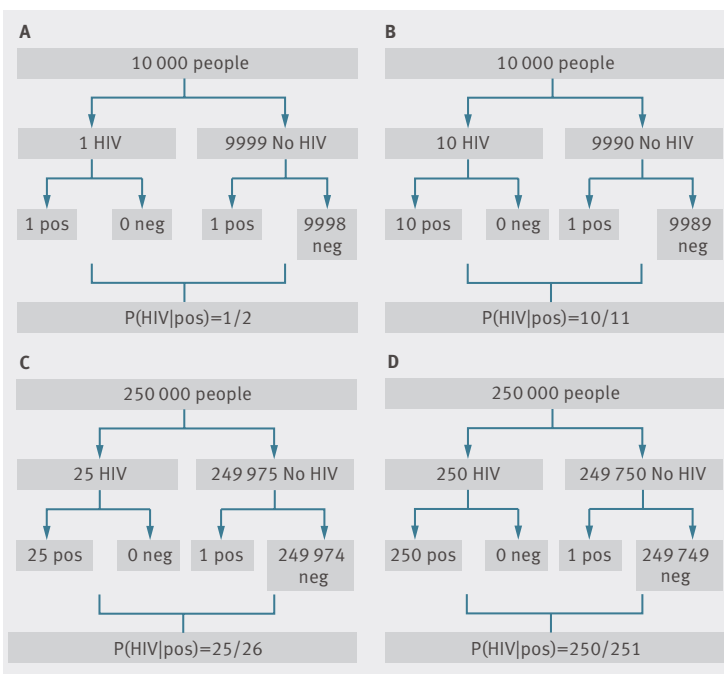 A
10 000 people
1 HIV
9999 No HIV
1 pos
0 neg
1 pos
9998
neg
P(HIV|pos)=1/2
B
10 000 people
10 HIV
9990 No HIV
10 pos
0 neg
1 pos
9989
neg
P(HIV|pos)=10/11
C
250 000 people
25 HIV
249 975 No HIV
25 pos
0 neg
1 pos
249 974
neg
P(HIV|pos)=25/26
D
250 000 people
250 HIV
249 750 No HIV
250 pos
0 neg
1 pos
249 749
neg
P(HIV|pos)=250/251